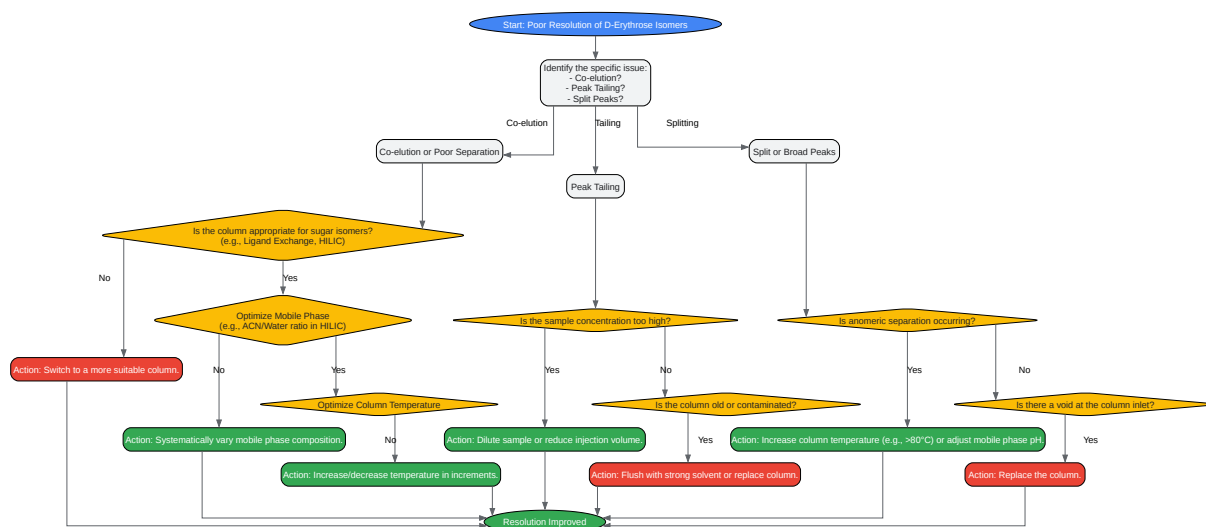 Start: Poor Resolution of D-Erythrose Isomers
Identify the specific issue:
- Co-elution?
- Peak Tailing?
- Split Peaks?
Co-elution
Tailing
Splitting
Co-elution or Poor Separation
Split or Broad Peaks
Peak Tailing
Is the column appropriate for sugar isomers?
(e.g., Ligand Exchange, HILIC)
No
Yes
Optimize Mobile Phase
(e.g., ACN/Water ratio in HILIC)
Is the sample concentration too high?
Is anomeric separation occurring?
Action: Switch to a more suitable column.
No
Yes
Yes
No
Yes
No
Optimize Column Temperature
Is the column old or contaminated?
Is there a void at the column inlet?
Action: Systematically vary mobile phase composition.
No
Action: Dilute sample or reduce injection volume.
Yes
Action: Increase column temperature (e.g., >80°C) or adjust mobile phase pH.
Yes
Action: Increase/decrease temperature in increments.
Action: Flush with strong solvent or replace column.
Action: Replace the column.
Resolution Improved